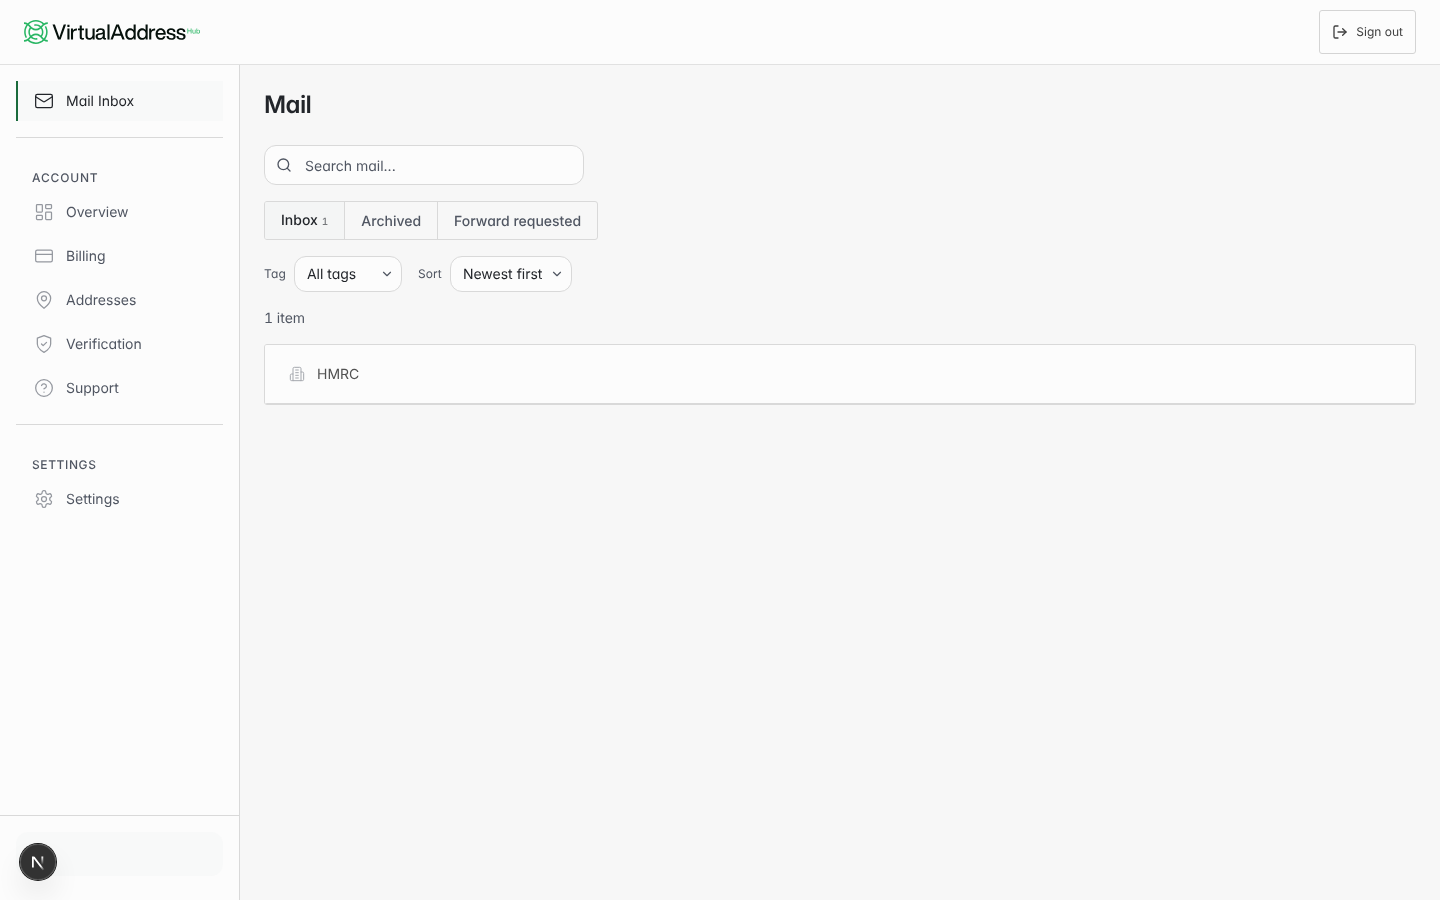 VirtualAddress Hub
Sign out
Mail Inbox
ACCOUNT
Overview
Billing
Addresses
Verification
Support
SETTINGS
Settings
N
Mail
Search mail...
Inbox 1
Archived
Forward requested
Tag
All tags
Sort
Newest first
1 item
HMRC